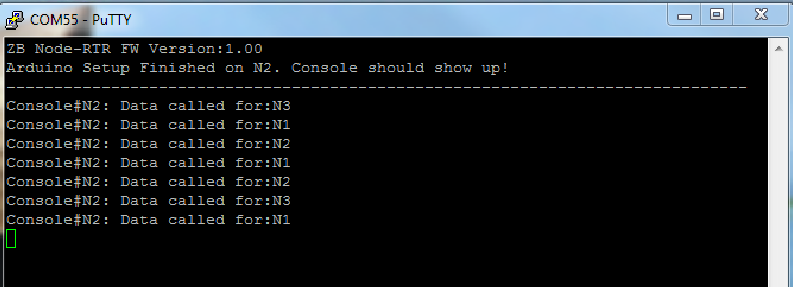 COM55 - PuTTY
ZB Node-RTR FW Version:1.00
Arduino Setup Finished on N2. Console should show up!
--------------------------------------------------------------------------------
Console#N2: Data called for:N3
Console#N2: Data called for:N1
Console#N2: Data called for:N2
Console#N2: Data called for:N1
Console#N2: Data called for:N2
Console#N2: Data called for:N3
Console#N2: Data called for:N1